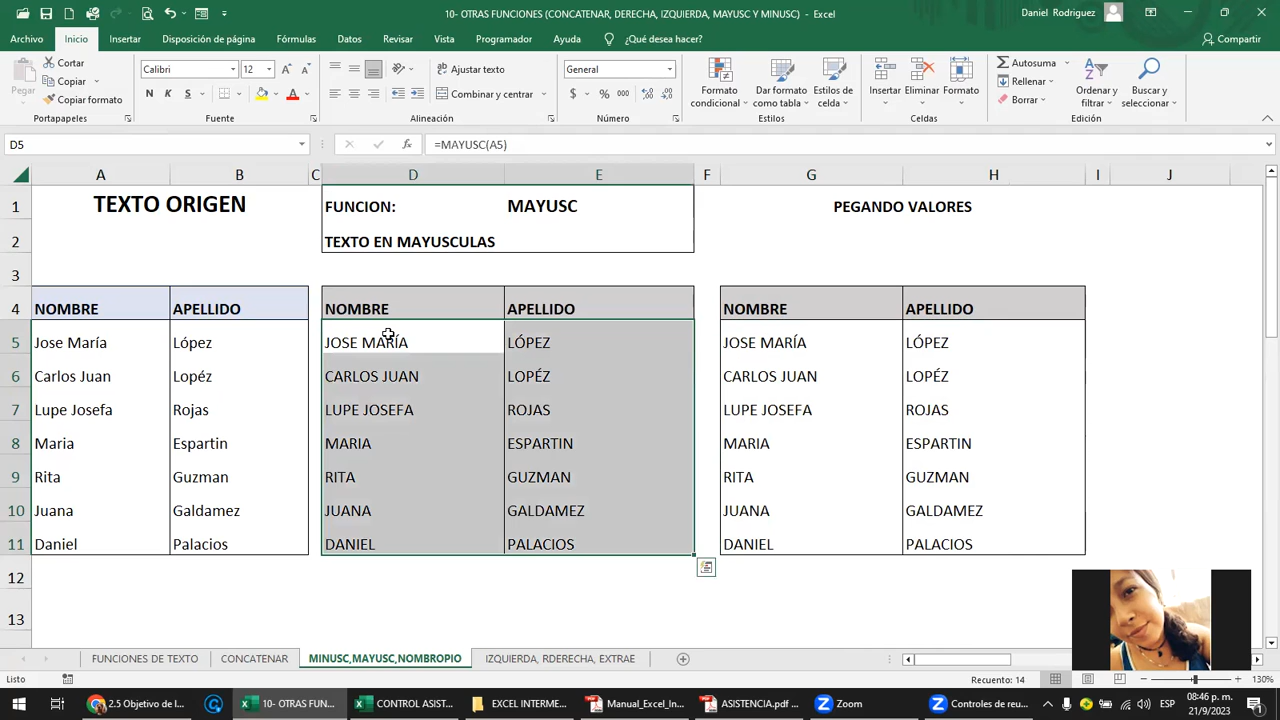 10- OTRAS FUNCIONES (CONCATENAR, DERECHA, IZQUIERDA, MAYUSC Y MINUSC) - Excel
Daniel Rodriguez
Archivo Inicio Insertar Disposición de página Fórmulas Datos Revisar Vista Programador Ayuda ¿Qué desea hacer? Compartir
Pegar
Cortar
Copiar
Copiar formato
Portapapeles
Calibri 12
N K S
Fuente
Ajustar texto
Combinar y centrar
Alineación
General
$ % 000
Número
Formato condicional
Dar formato como tabla
Estilos de celda
Estilos
Insertar
Eliminar
Formato
Celdas
Autosuma
Rellenar
Borrar
Ordenar y filtrar
Buscar y seleccionar
Edición
D5 fx =MAYUSC(A5)
A B C D E F G H I J
1 TEXTO ORIGEN FUNCION: MAYUSC PEGANDO VALORES
2 TEXTO EN MAYUSCULAS
3
4 NOMBRE APELLIDO NOMBRE APELLIDO NOMBRE APELLIDO
5 Jose María López JOSE MARÍA LÓPEZ JOSE MARÍA LÓPEZ
6 Carlos Juan Lopéz CARLOS JUAN LOPÉZ CARLOS JUAN LOPÉZ
7 Lupe Josefa Rojas LUPE JOSEFA ROJAS LUPE JOSEFA ROJAS
8 Maria Espartin MARIA ESPARTIN MARIA ESPARTIN
9 Rita Guzman RITA GUZMAN RITA GUZMAN
10 Juana Galdamez JUANA GALDAMEZ JUANA GALDAMEZ
11 Daniel Palacios DANIEL PALACIOS DANIEL PALACIOS
12
13
FUNCIONES DE TEXTO CONCATENAR MINUSC,MAYUSC,NOMBROPIO IZQUIERDA, RDERECHA, EXTRAE
Listo Recuento: 14 130%
2.5 Objetivo de l... 10- OTRAS FUN... CONTROL ASIST... EXCEL INTERME... Manual_Excel_In... ASISTENCIA.pdf ... Zoom Controles de reu... ESP 08:46 p. m.
21/9/2023